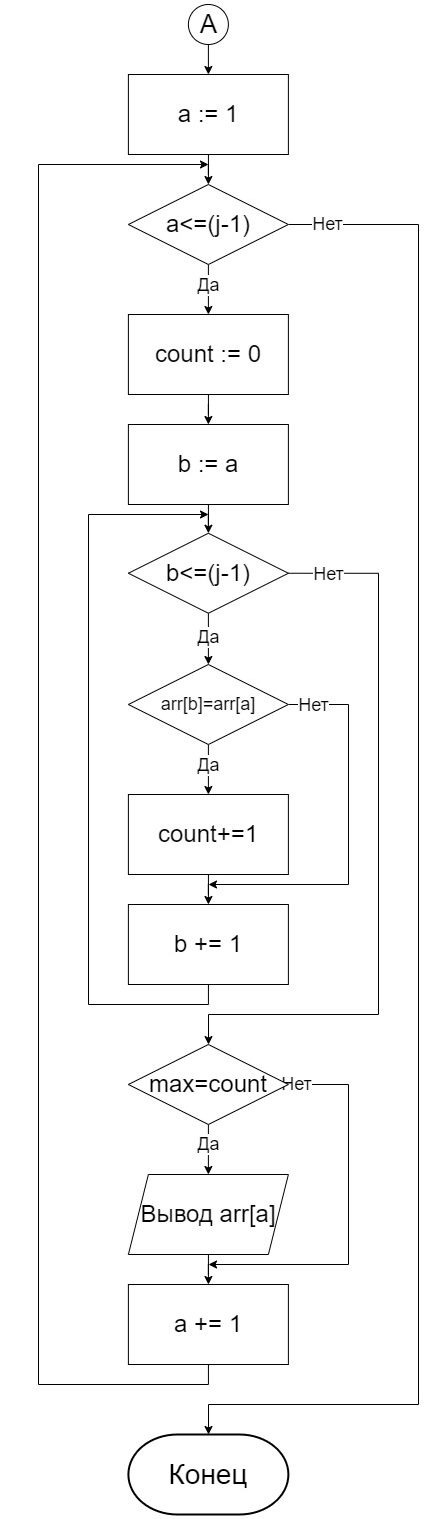 A
a := 1
a<=(j-1)
Нет
Да
count := 0
b := a
b<=(j-1)
Нет
Да
arr[b]=arr[a]
Нет
Да
count+=1
b += 1
max=count
Нет
Да
Вывод arr[a]
a += 1
Конец